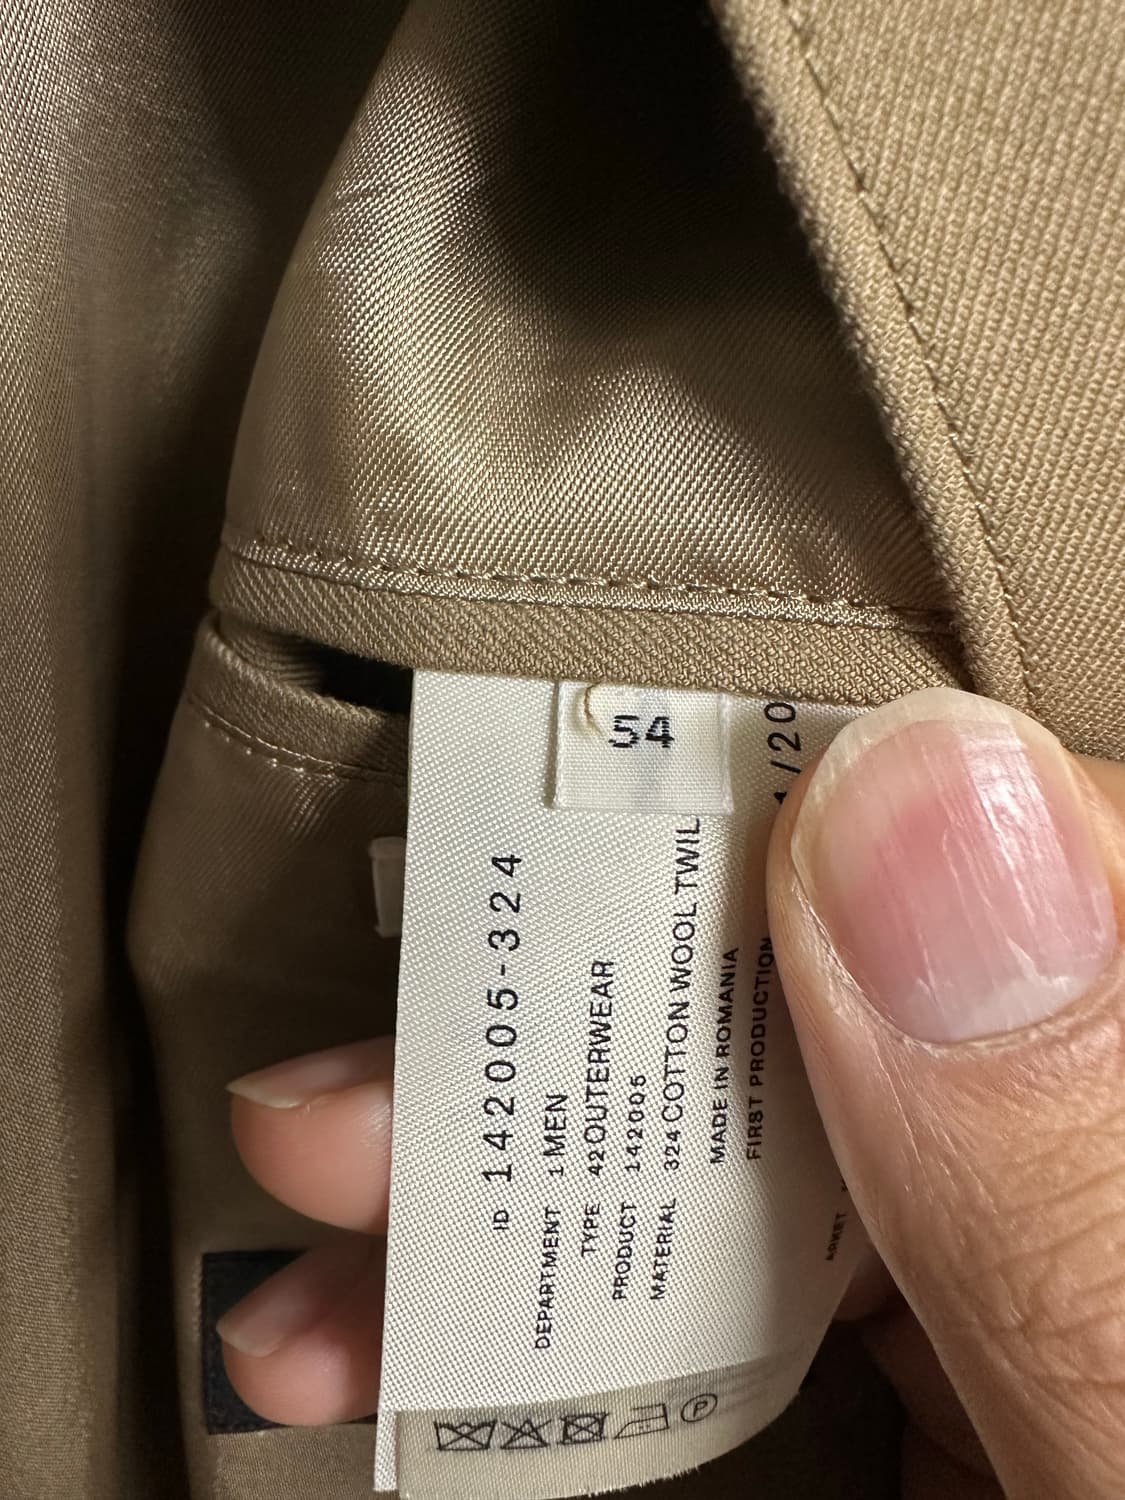 54
ID 142005-324
DEPARTMENT 1 MEN
TYPE 42 OUTERWEAR
PRODUCT 142005
MATERIAL 324 COTTON WOOL TWIL
MADE IN ROMANIA
FIRST PRODUCTION /20
P